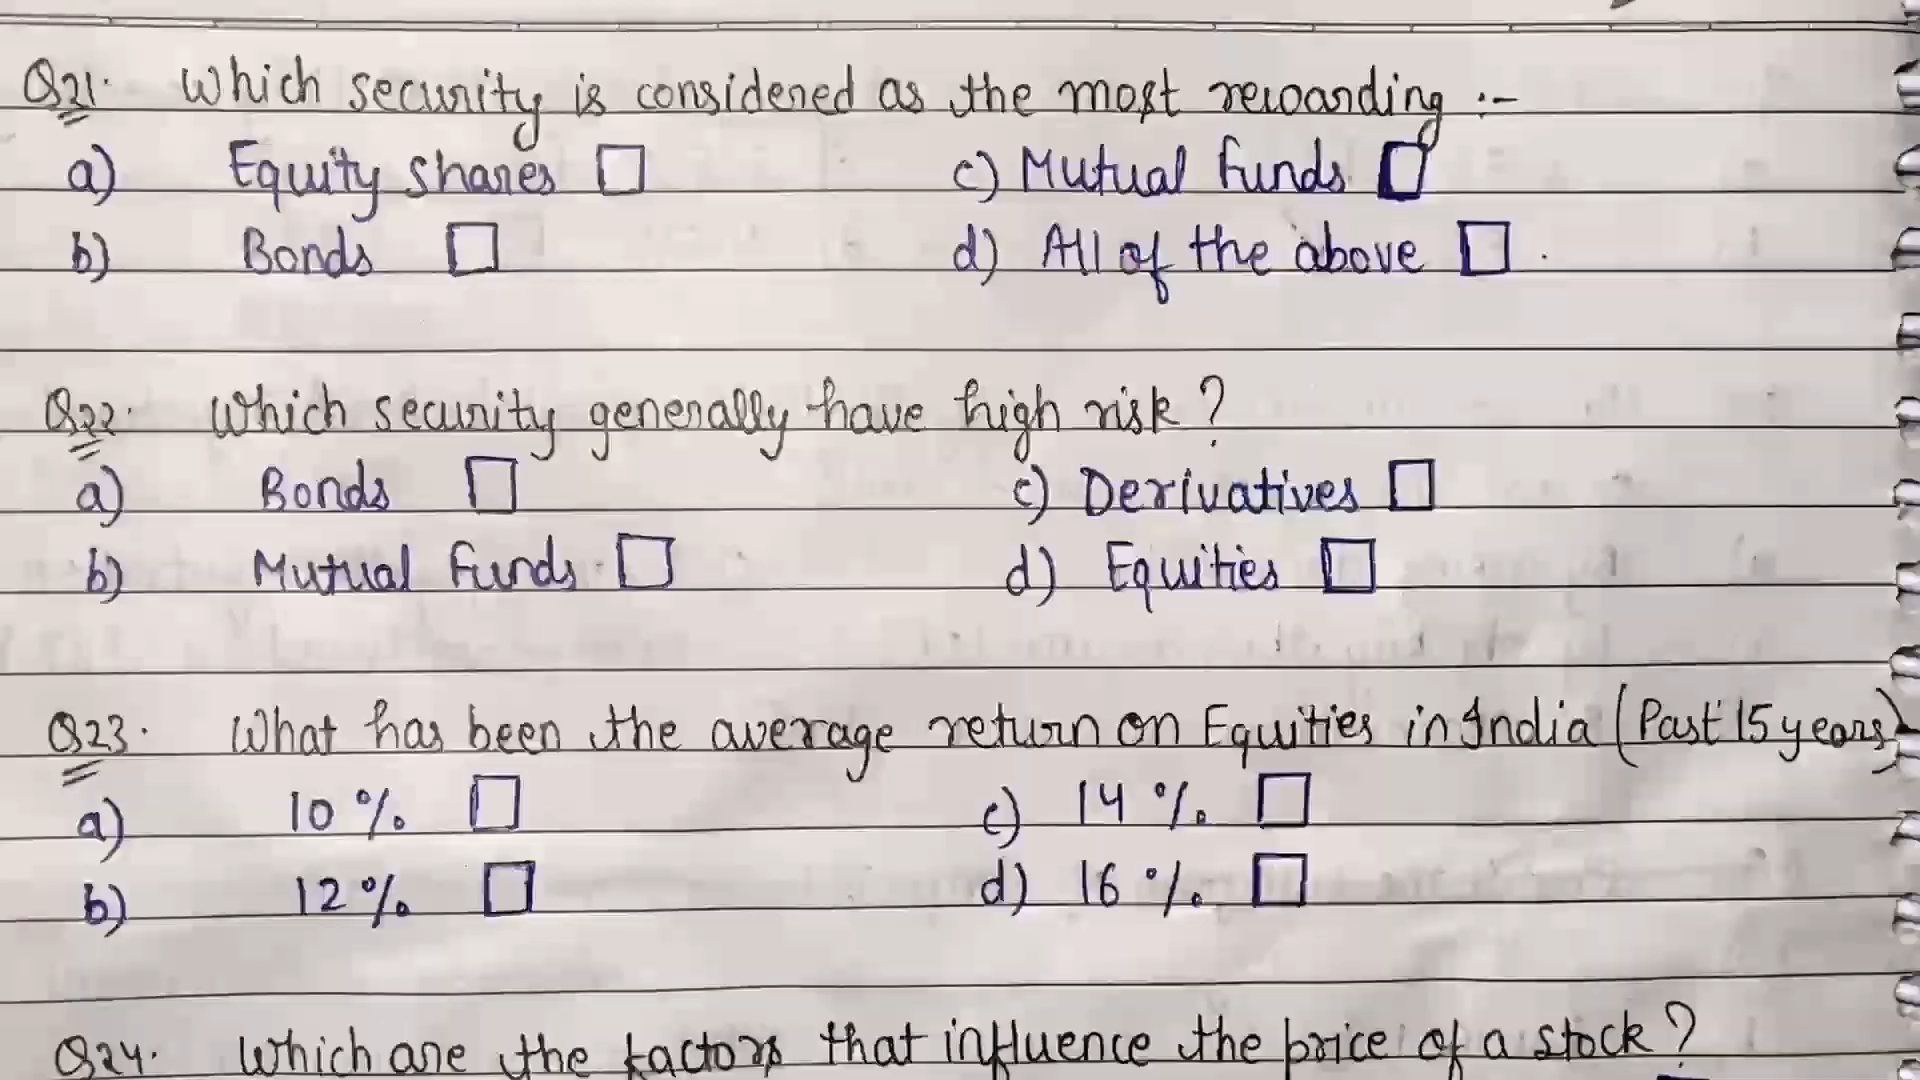 Q21. Which security is considered as the most rewarding :-
a) Equity shares c) Mutual funds
b) Bonds d) All of the above
Q22. Which security generally have high risk?
a) Bonds c) Derivatives
b) Mutual funds d) Equities
Q23. What has been the average return on Equities in India (Past 15 years)
a) 10% c) 14%
b) 12% d) 16%
Q24. Which are the factors that influence the price of a stock?